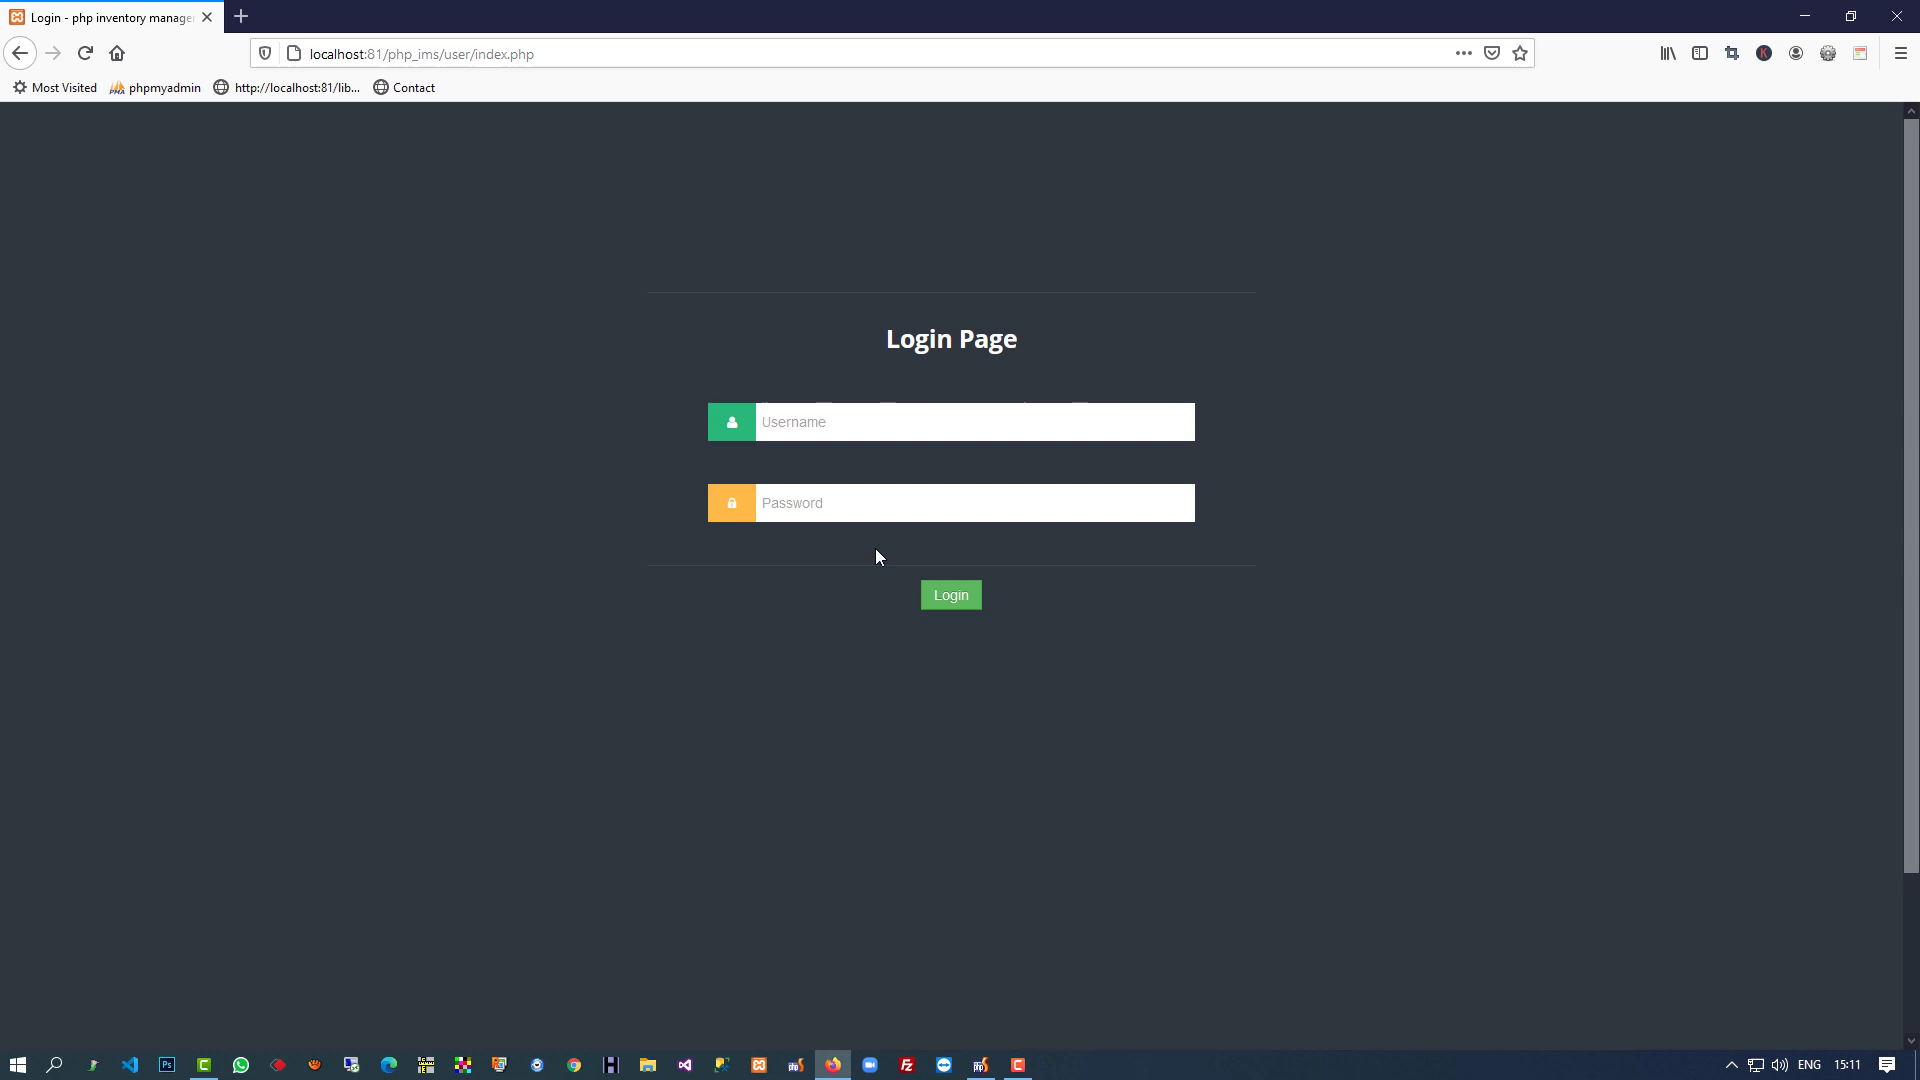 Login - php inventory manage
localhost:81/php_ims/user/index.php
Most Visited phpmyadmin http://localhost:81/lib... Contact
Login Page
Username
Password
Login
ENG 15:11